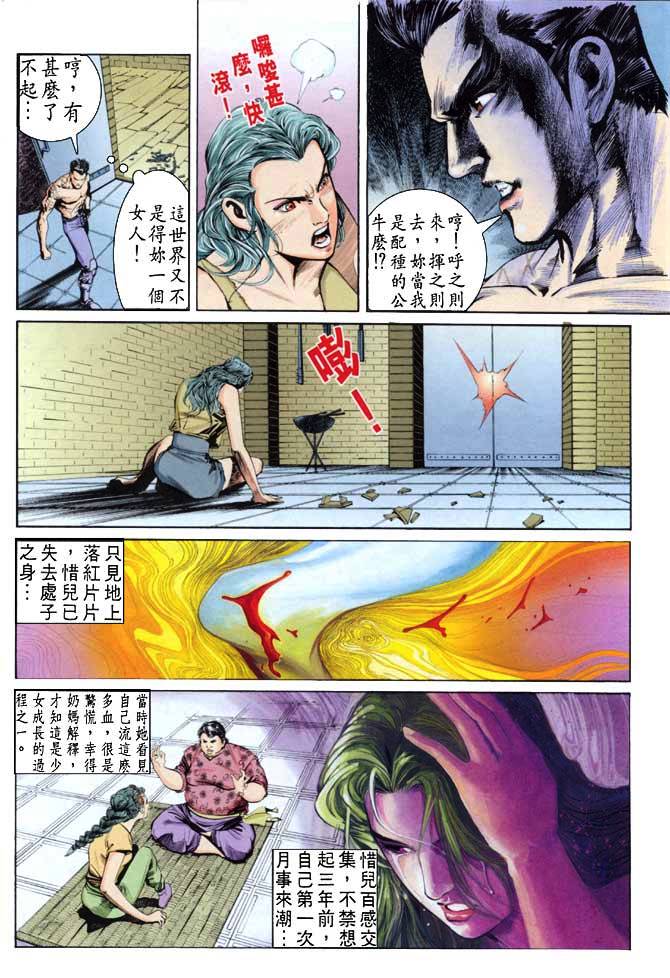 哼！呼之則
來，揮之則
去，妳當我
是配種的公
牛麼!?
囉唆甚
麼，快
滾！
哼，有
甚麼了
不起…
這世界又不
是得妳一個
女人！
嘭！
只見地上
落紅片片
，惜兒已
失去處子
之身…
當時她看見
自己流這麼
多血，很是
驚慌，幸得
奶媽解釋，
才知這是少
女成長的過
程之一。
惜兒百感交
集，不禁想
起三年前，
自己第一次
月事來潮…